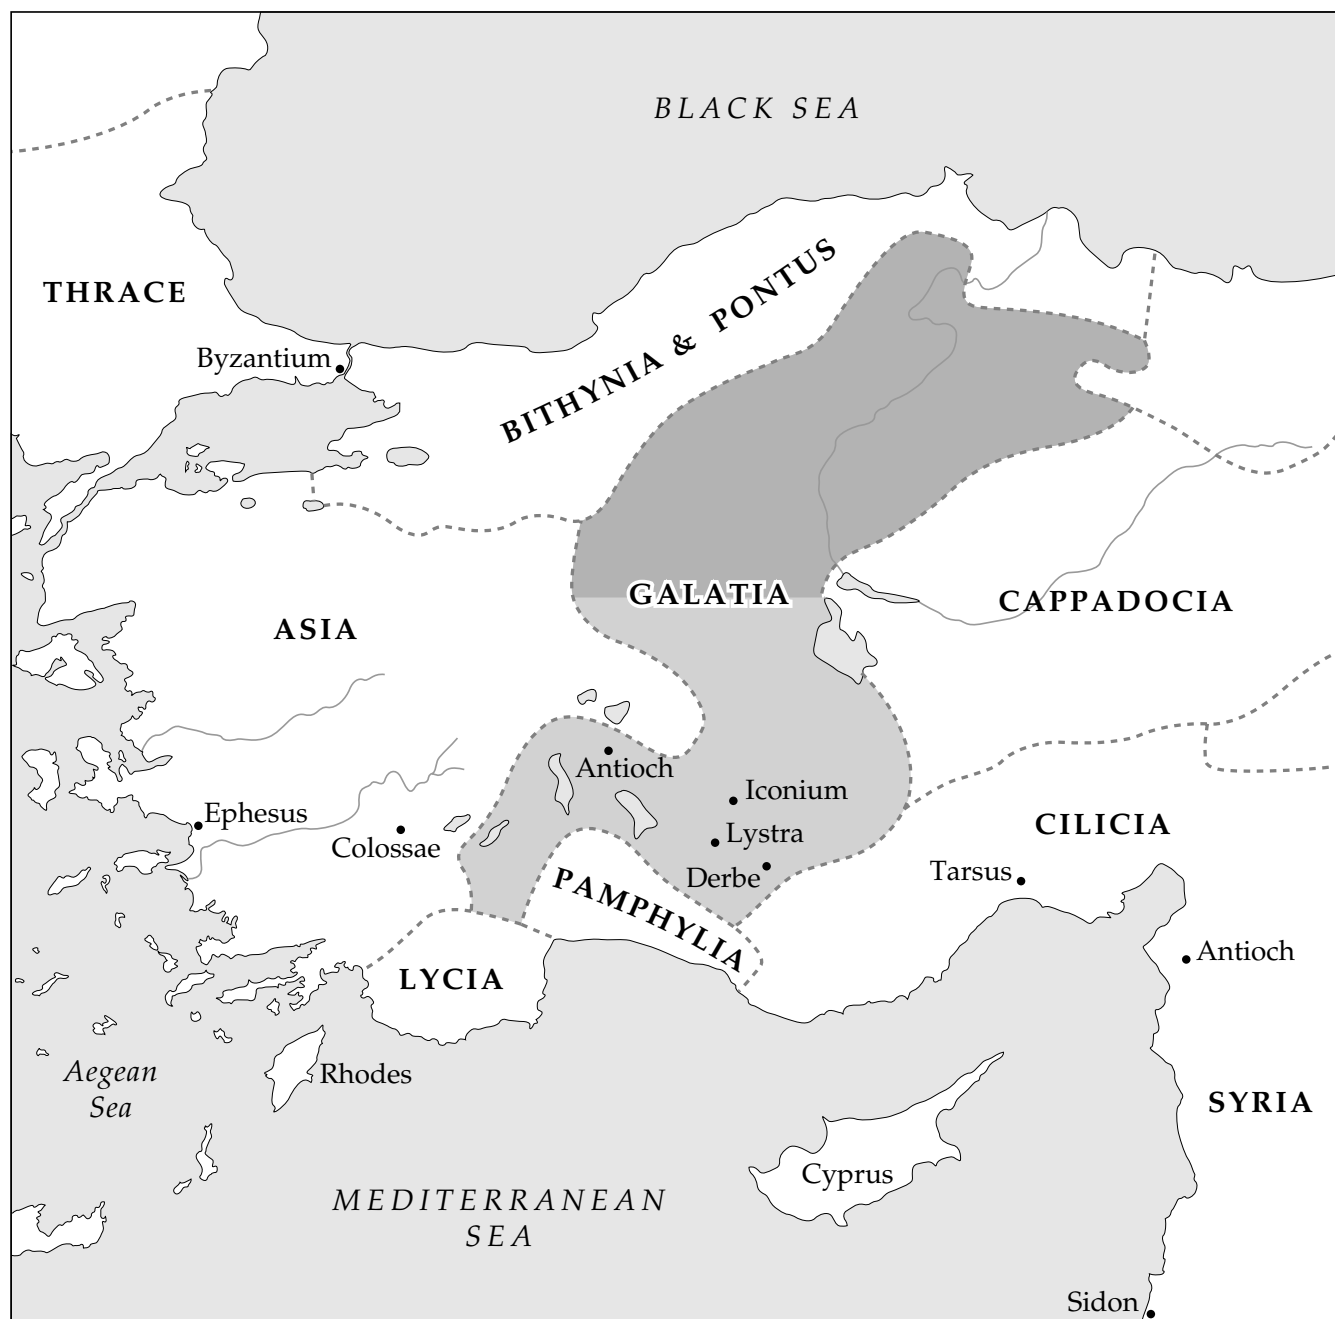 BLACK SEA
THRACE
BITHYNIA & PONTUS
Byzantium
GALATIA
CAPPADOCIA
ASIA
Antioch
Iconium
Ephesus
Lystra
CILICIA
Colossae
Derbe
Tarsus
PAMPHYLIA
Antioch
LYCIA
Aegean
Sea
Rhodes
SYRIA
Cyprus
MEDITERRANEAN
SEA
Sidon